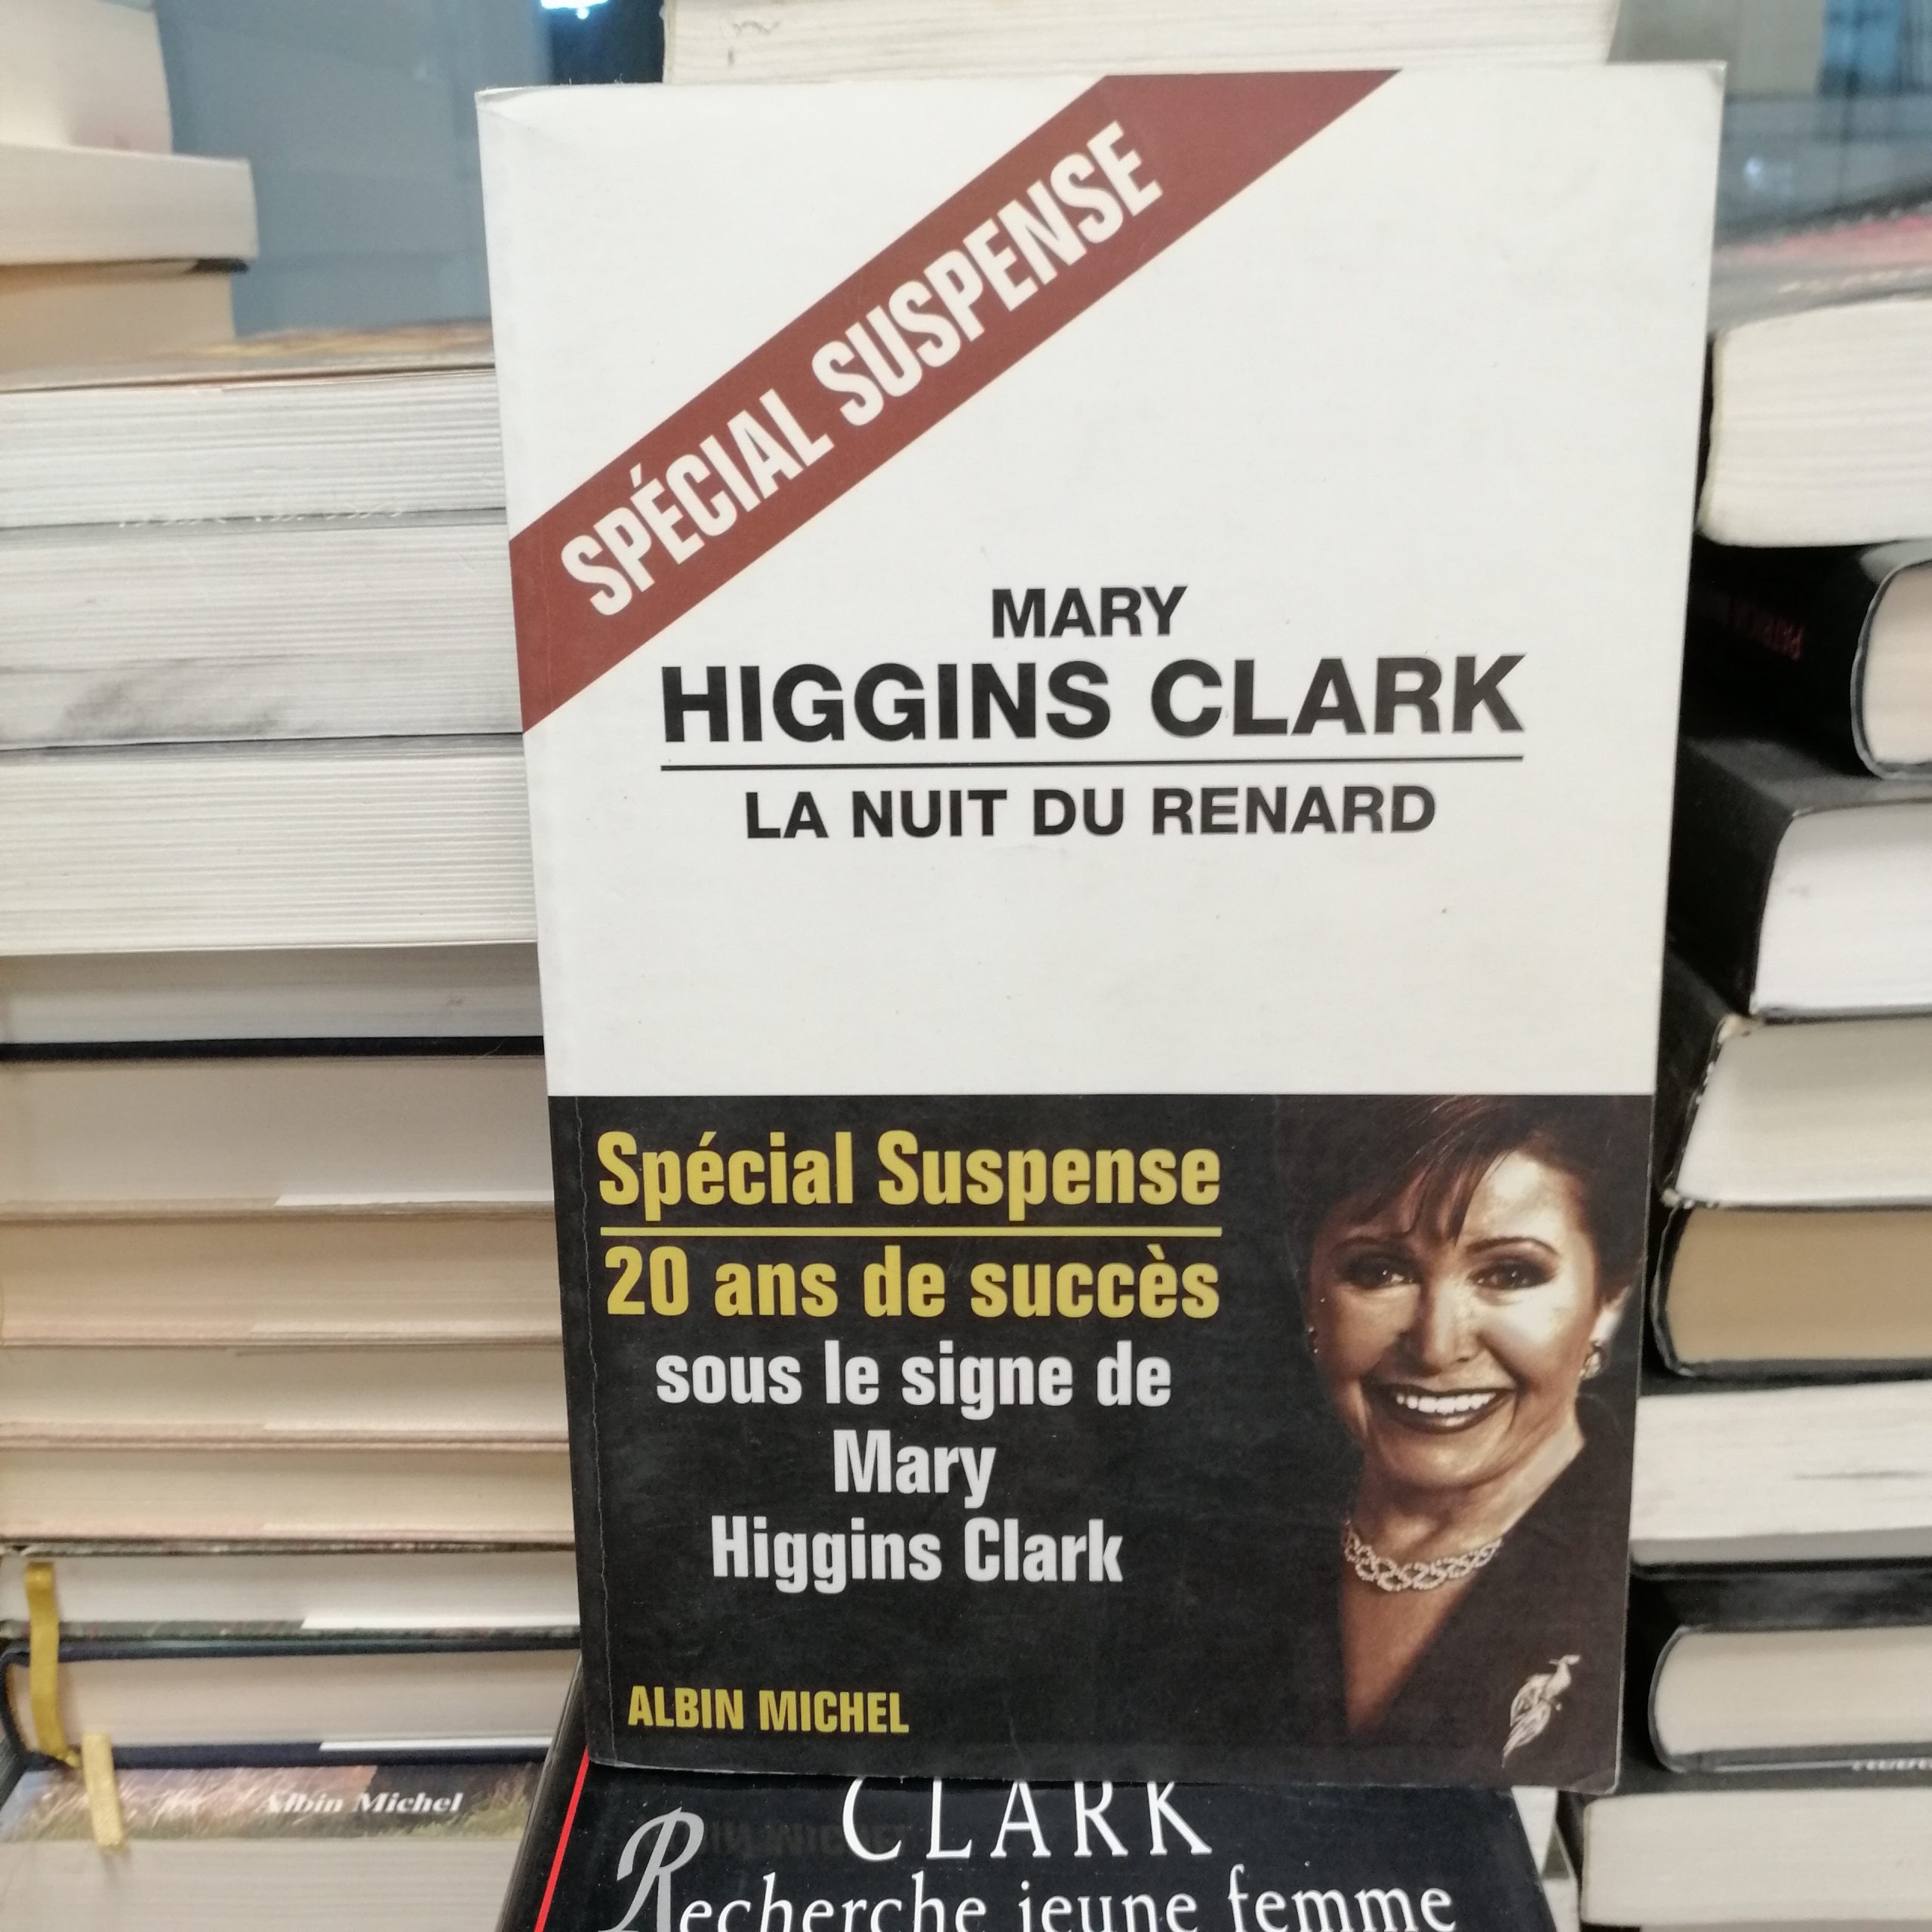 SPÉCIAL SUSPENSE
MARY
HIGGINS CLARK
LA NUIT DU RENARD
Spécial Suspense
20 ans de succès
sous le signe de
Mary
Higgins Clark
ALBIN MICHEL
Albin Michel
CLARK
Recherche jeune femme